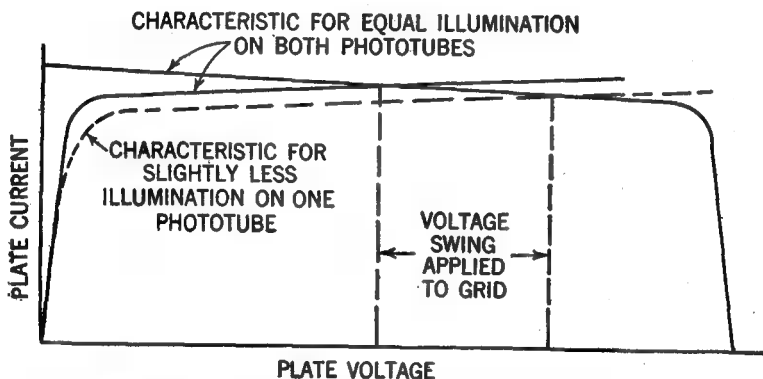 CHARACTERISTIC FOR EQUAL ILLUMINATION
ON BOTH PHOTOTUBES
CHARACTERISTIC FOR
SLIGHTLY LESS
ILLUMINATION ON ONE
PHOTOTUBE
VOLTAGE
SWING
APPLIED
TO GRID
PLATE CURRENT
PLATE VOLTAGE